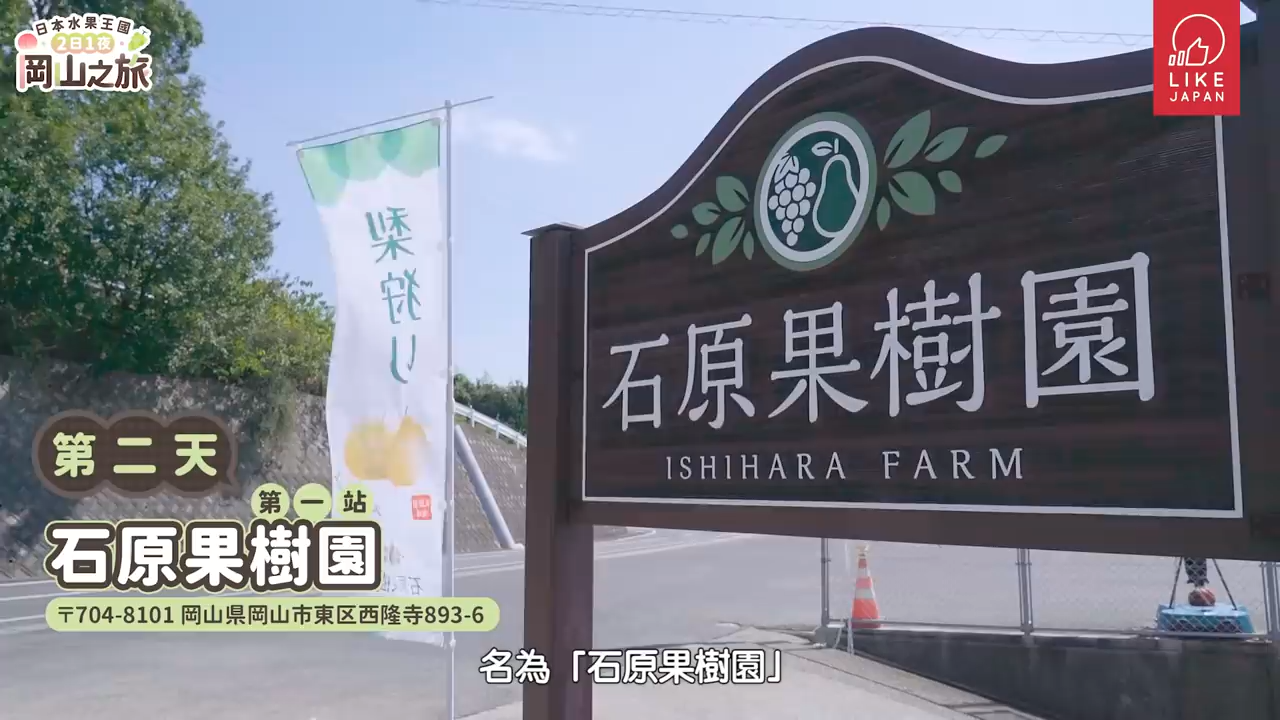 日本水果王國
2日1夜
岡山之旅
LIKE
JAPAN
梨狩り
石原果樹園
ISHIHARA FARM
第二天
第一站
石原果樹園
〒704-8101 岡山県岡山市東区西隆寺893-6
名為「石原果樹園」